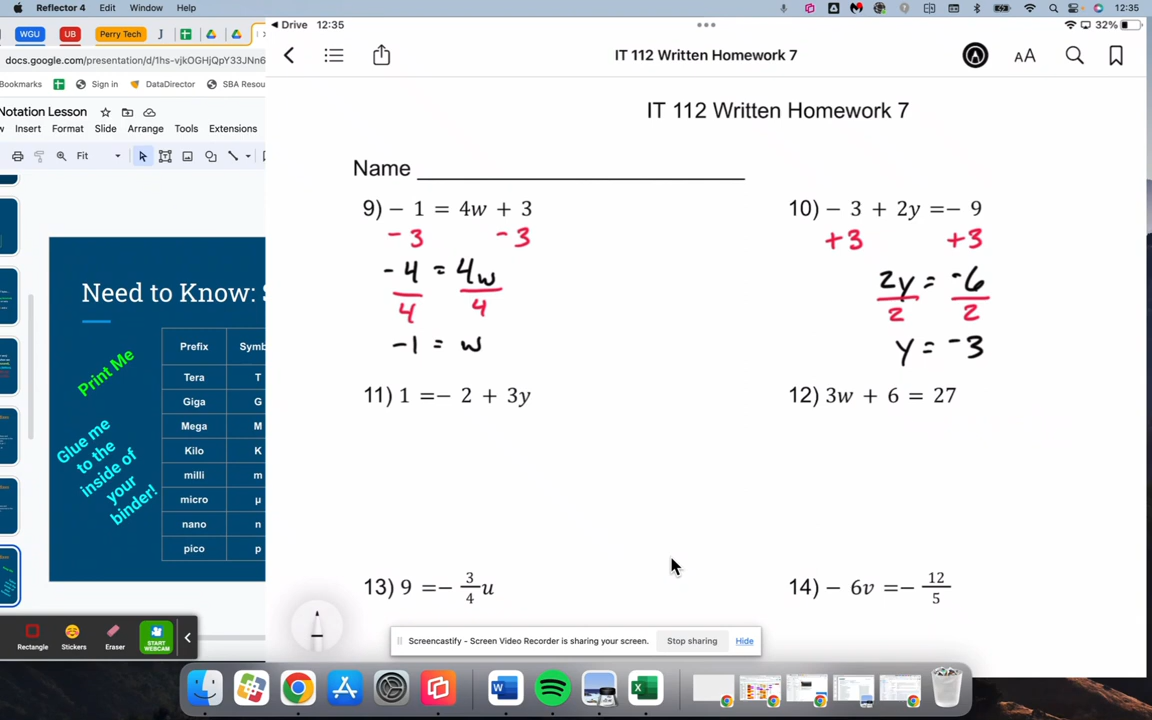 Reflector 4 Edit Window Help 12:35
Drive 12:35 32%
WGU UB Perry Tech J
docs.google.com/presentation/d/1hs-vjkOGHjQpY33JNn6
Bookmarks Sign in DataDirector SBA Resou
Notation Lesson
Insert Format Slide Arrange Tools Extensions
Fit
IT 112 Written Homework 7
AA
Need to Know: S
Print Me
Glue me
to the
inside of
your
binder!
Prefix Symb
Tera T
Giga G
Mega M
Kilo K
milli m
micro μ
nano n
pico p
Rectangle Stickers Eraser START WEBCAM
IT 112 Written Homework 7
Name ______________________
9) − 1 = 4w + 3
-3 -3
-4 = 4w
4 4
-1 = w
10) − 3 + 2y =− 9
+3 +3
2y = -6
2 2
y = -3
11) 1 =− 2 + 3y
12) 3w + 6 = 27
13) 9 =− 3/4 u
14) − 6v =− 12/5
Screencastify - Screen Video Recorder is sharing your screen. Stop sharing Hide
W X